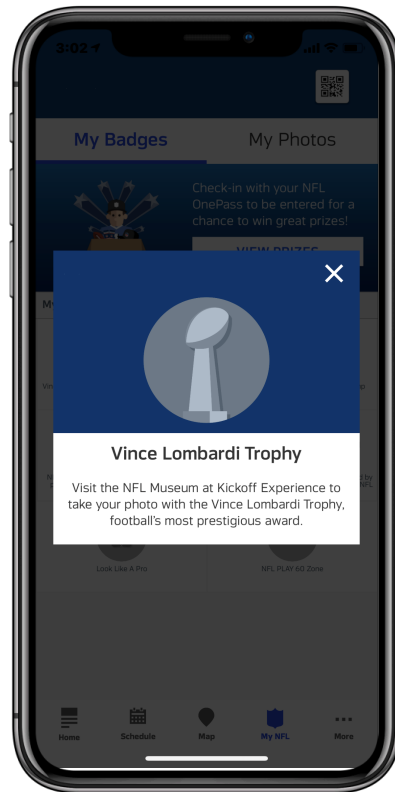 3:02
My Badges
My Photos
Check-in with your NFL
OnePass to be entered for a
chance to win great prizes!
VIEW PRIZES
Vince Lombardi Trophy
Visit the NFL Museum at Kickoff Experience to
take your photo with the Vince Lombardi Trophy,
football's most prestigious award.
Look Like A Pro
NFL PLAY 60 Zone
Home
Schedule
Map
My NFL
More